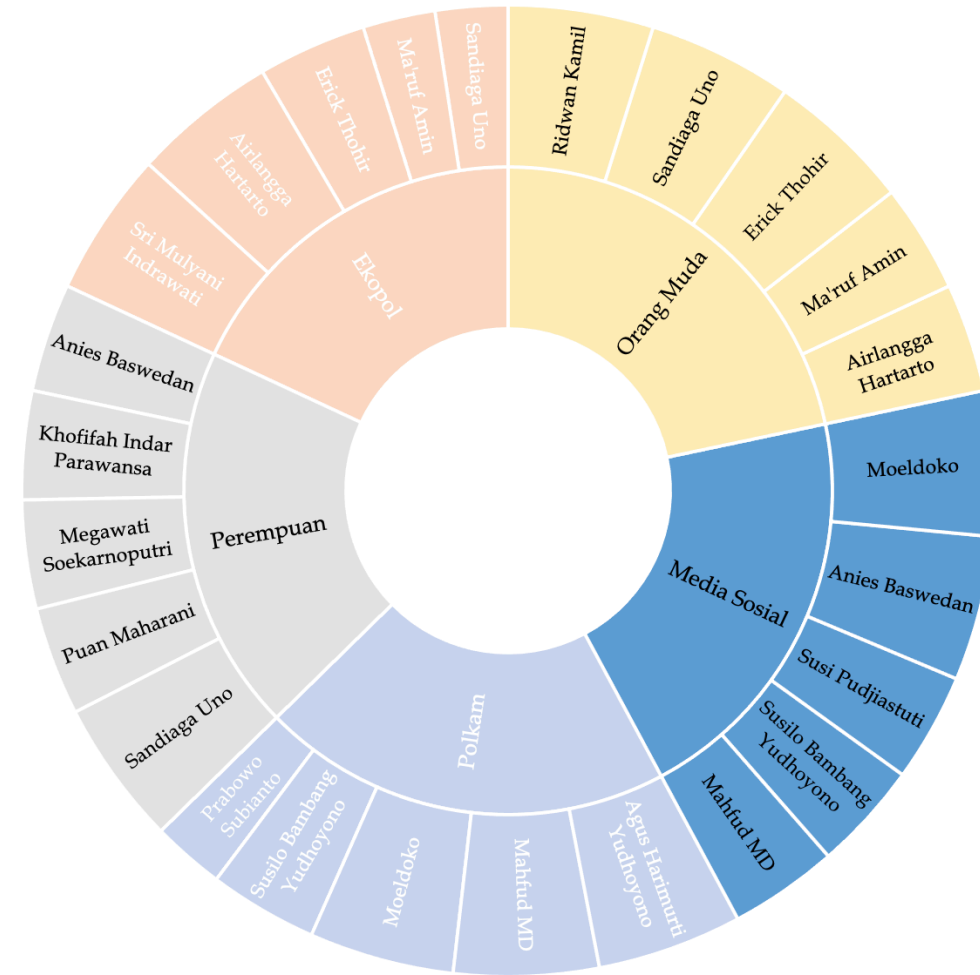 Orang Muda
Ridwan Kamil
Sandiaga Uno
Erick Thohir
Ma'ruf Amin
Airlangga
Hartarto
Media Sosial
Moeldoko
Anies Baswedan
Susi Pudjiastuti
Susilo Bambang
Yudhoyono
Mahfud MD
Polkam
Agus Harimurti
Yudhoyono
Mahfud MD
Moeldoko
Susilo Bambang
Yudhoyono
Prabowo
Subianto
Perempuan
Sandiaga Uno
Puan Maharani
Megawati
Soekarnoputri
Khofifah Indar
Parawansa
Anies Baswedan
Ekopol
Sri Mulyani
Indrawati
Airlangga
Hartarto
Erick Thohir
Ma'ruf Amin
Sandiaga Uno